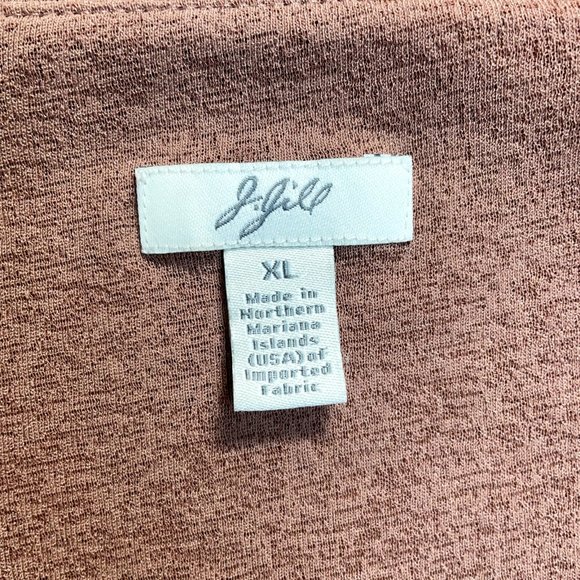 J.Jill
XL
Made in
Northern
Mariana
Islands
(USA) of
Imported
Fabric